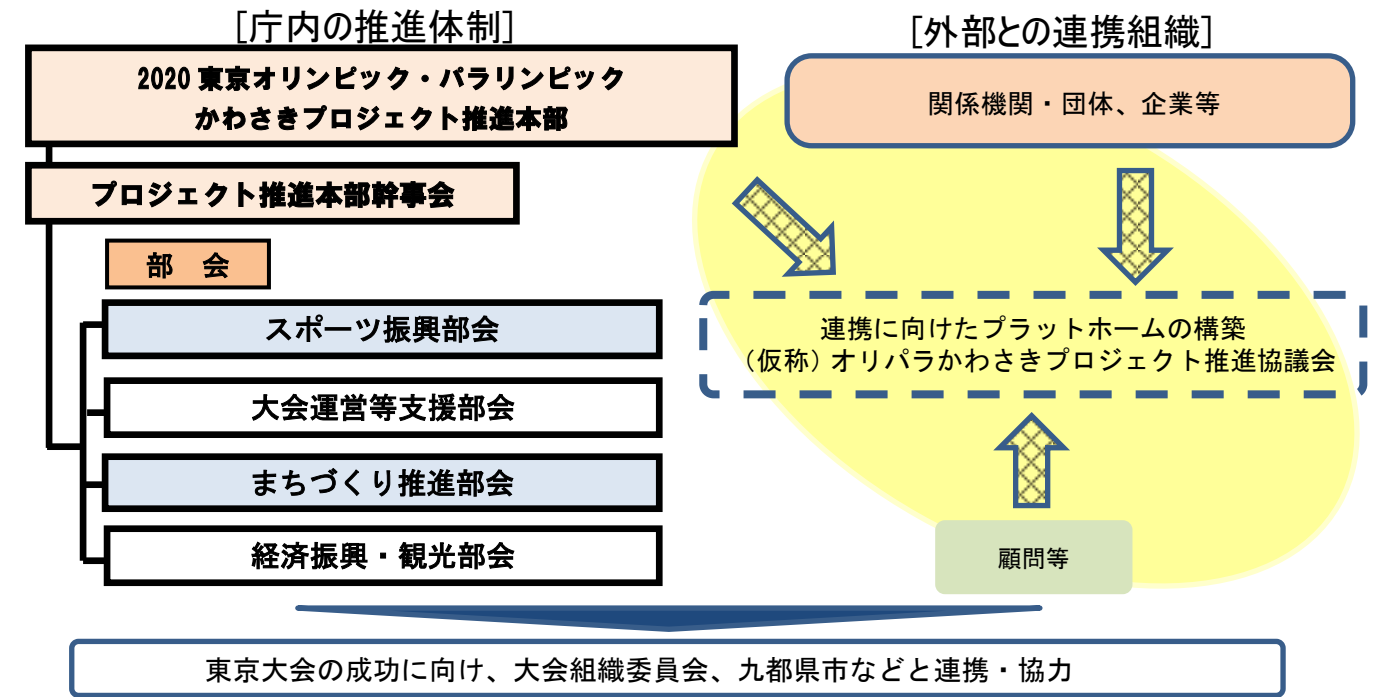 [庁内の推進体制]
2020 東京オリンピック・パラリンピック
かわさきプロジェクト推進本部
プロジェクト推進本部幹事会
部　会
スポーツ振興部会
大会運営等支援部会
まちづくり推進部会
経済振興・観光部会
[外部との連携組織]
関係機関・団体、企業等
連携に向けたプラットホームの構築
（仮称）オリパラかわさきプロジェクト推進協議会
顧問等
東京大会の成功に向け、大会組織委員会、九都県市などと連携・協力